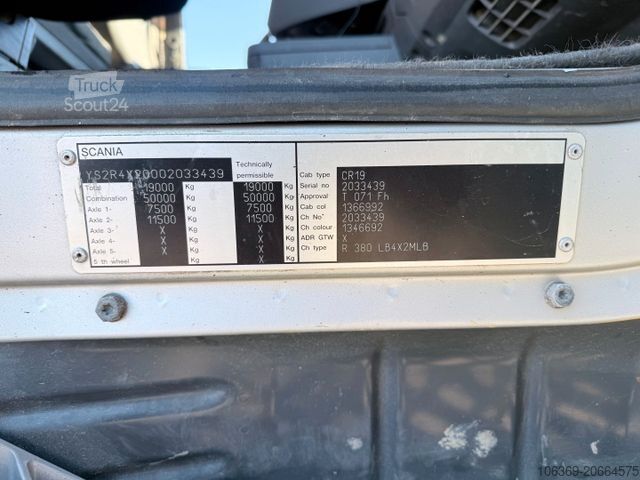 Truck
Scout24
SCANIA
YS2R4X20002033439
Technically
permissible
Total 19000 Kg 19000 Kg
Combination 50000 Kg 50000 Kg
Axle 1- 7500 Kg 7500 Kg
Axle 2- 11500 Kg 11500 Kg
Axle 3- X Kg X Kg
Axle 4- X Kg X Kg
Axle 5- X Kg X Kg
5 th wheel Kg Kg
Cab type CR19
Serial no 2033439
Approval T 071 Fh
Cab col 1366992
Ch No° 2033439
Ch colour 1346692
ADR GTW X
Ch type R 380 LB4X2MLB
106369-20664575